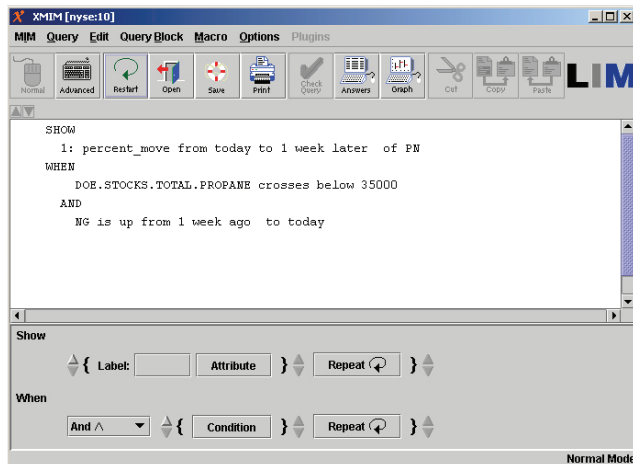 XMIM [nyse:10]
MIM Query Edit Query Block Macro Options Plugins
Normal Advanced Restart Open Save Print Check Query Answers Graph Cut Copy Paste LIM
SHOW
1: percent_move from today to 1 week later of PN
WHEN
DOE.STOCKS.TOTAL.PROPANE crosses below 35000
AND
NG is up from 1 week ago to today
Show
{ Label: Attribute } Repeat }
When
And ∧ { Condition } Repeat }
Normal Mode